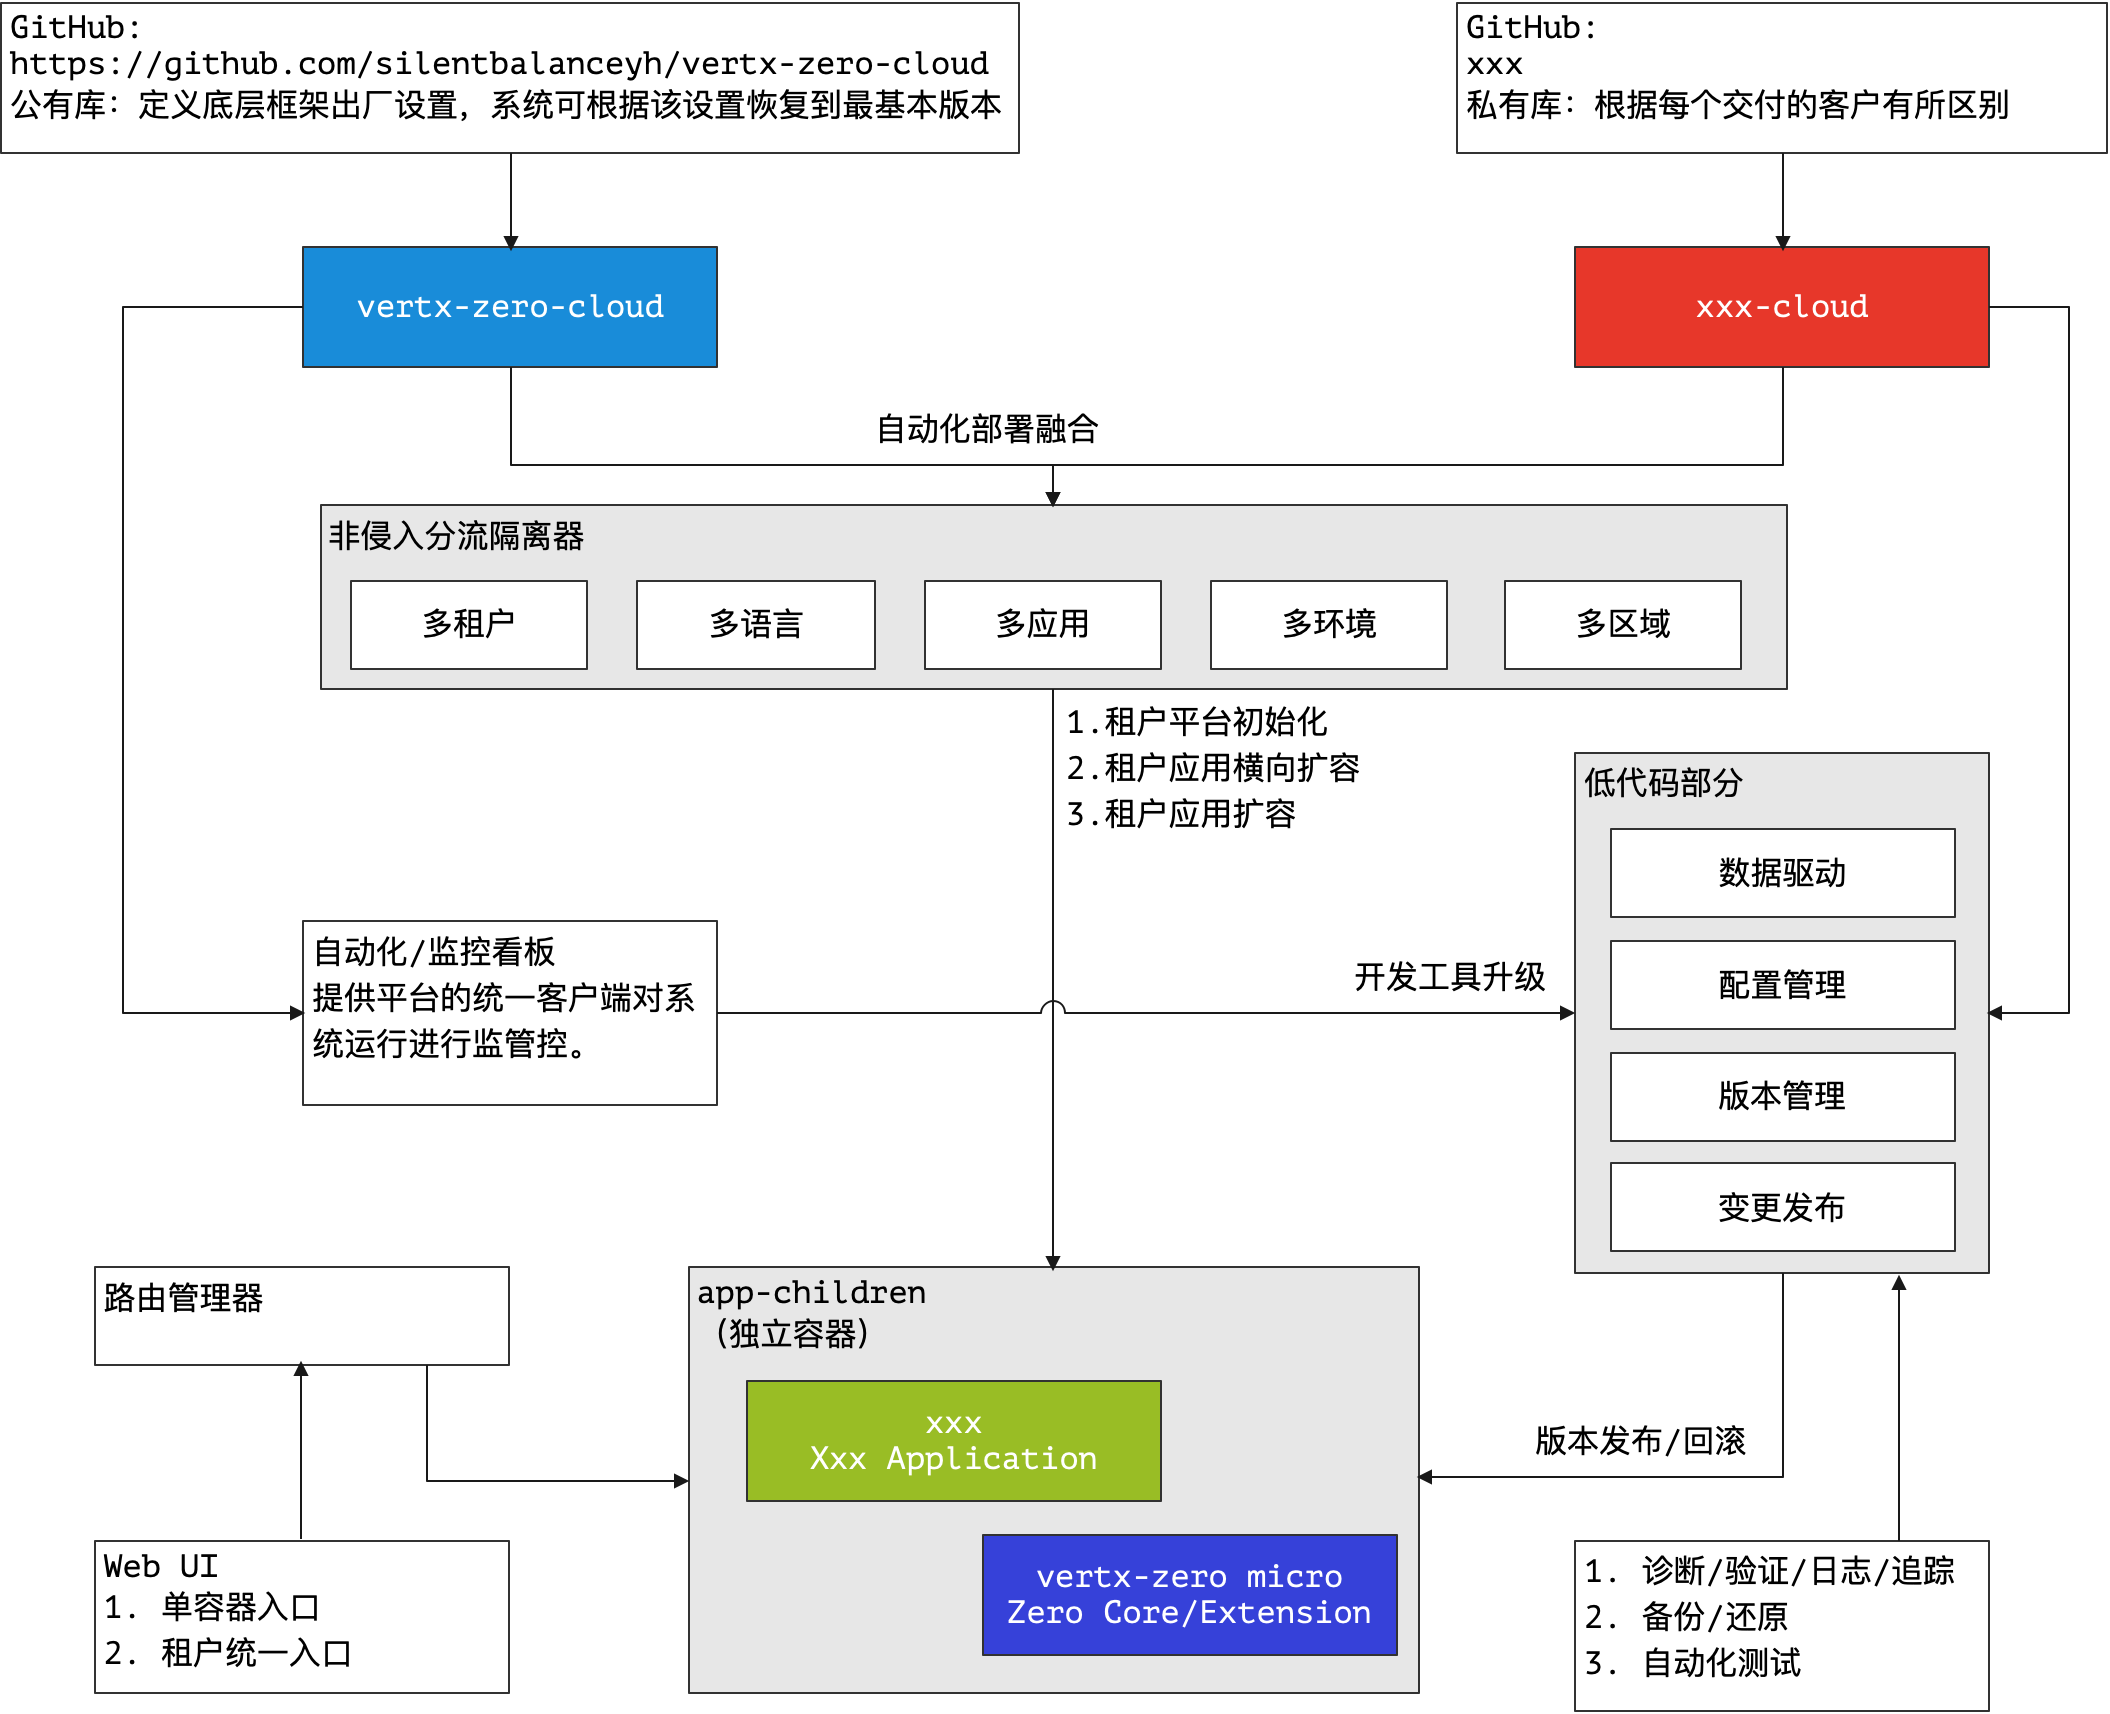 GitHub:
https://github.com/silentbalanceyh/vertx-zero-cloud
公有库：定义底层框架出厂设置，系统可根据该设置恢复到最基本版本
GitHub:
xxx
私有库：根据每个交付的客户有所区别
vertx-zero-cloud
xxx-cloud
自动化部署融合
非侵入分流隔离器
多租户
多语言
多应用
多环境
多区域
1.租户平台初始化
2.租户应用横向扩容
3.租户应用扩容
低代码部分
数据驱动
配置管理
版本管理
变更发布
自动化/监控看板
提供平台的统一客户端对系
统运行进行监管控。
开发工具升级
路由管理器
app-children
（独立容器）
xxx
Xxx Application
vertx-zero micro
Zero Core/Extension
版本发布/回滚
Web UI
1. 单容器入口
2. 租户统一入口
1. 诊断/验证/日志/追踪
2. 备份/还原
3. 自动化测试